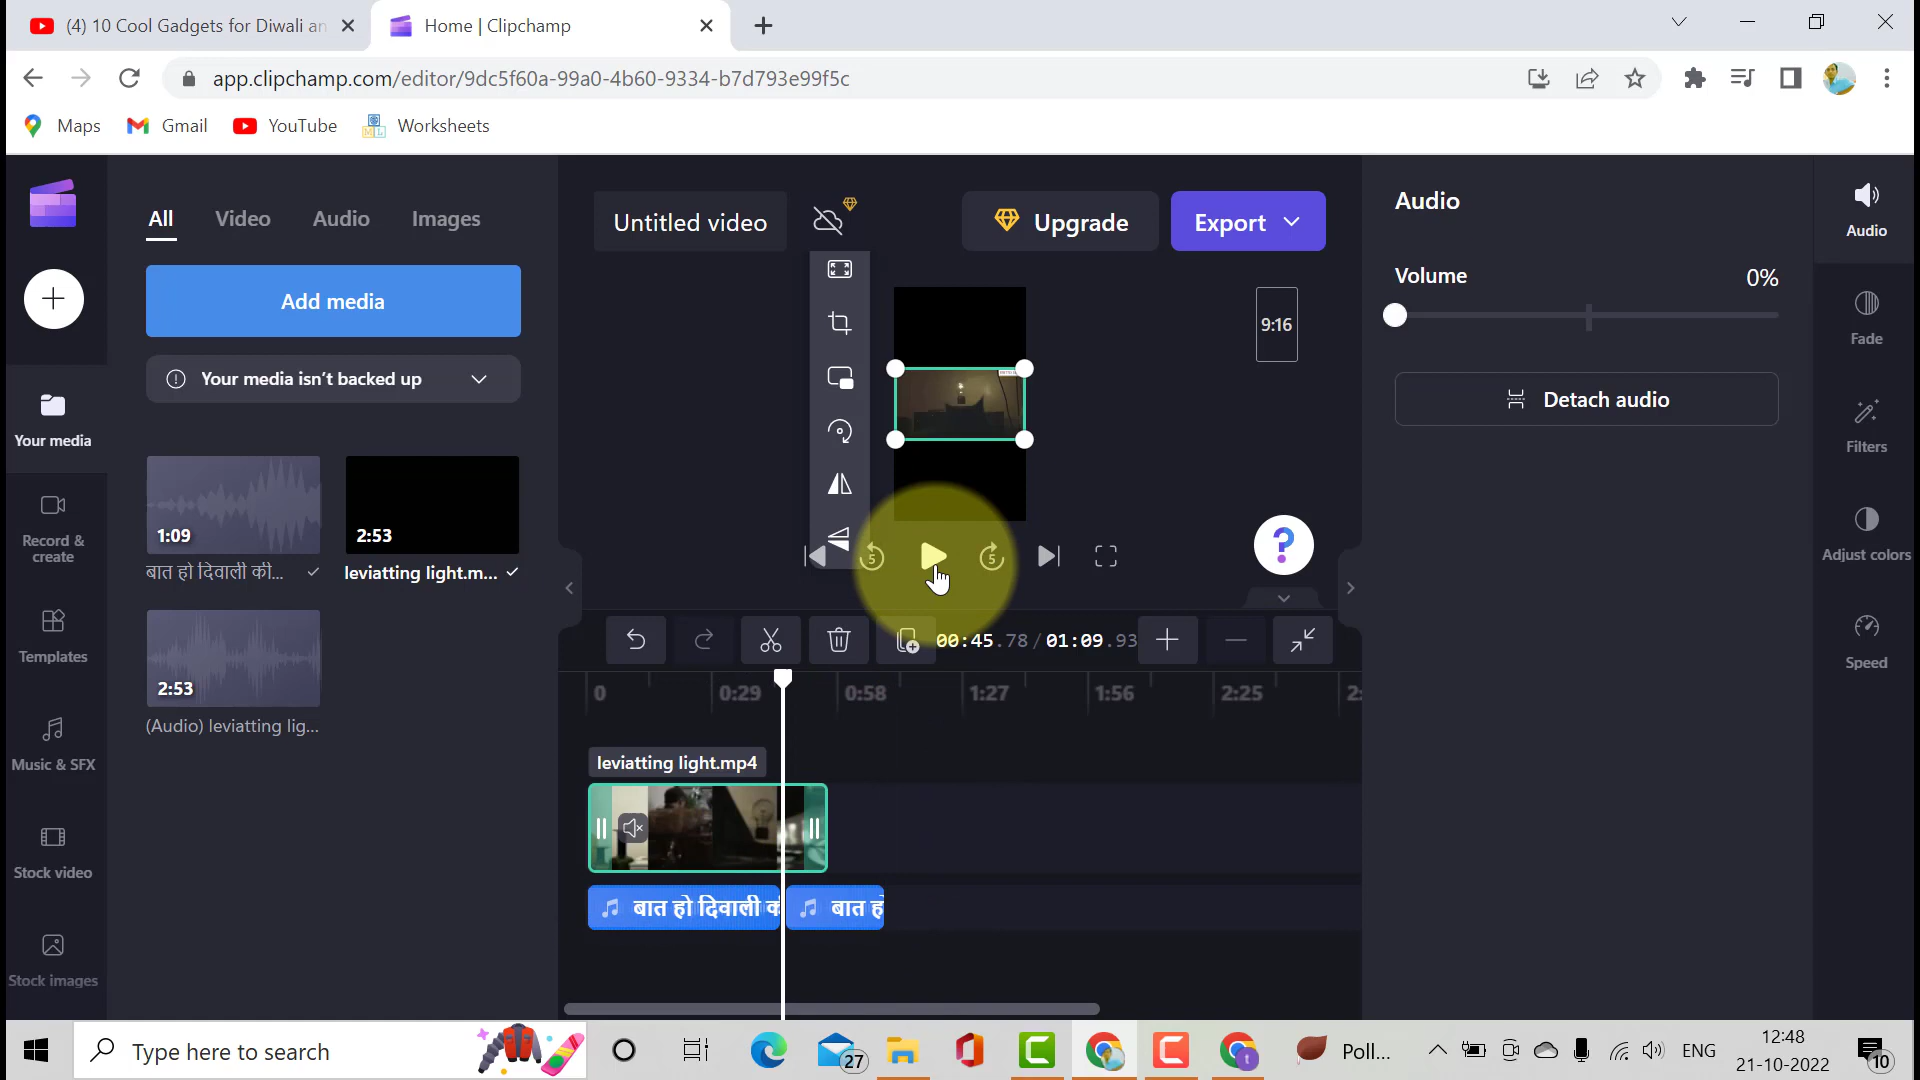 (4) 10 Cool Gadgets for Diwali an
Home | Clipchamp
app.clipchamp.com/editor/9dc5f60a-99a0-4b60-9334-b7d793e99f5c
Maps
Gmail
YouTube
Worksheets
All
Video
Audio
Images
Untitled video
Upgrade
Export
Audio
Audio
Volume
0%
Add media
9:16
Fade
Your media isn't backed up
Detach audio
Your media
Filters
1:09
2:53
बात हो दिवाली की...
leviatting light.m...
Record & create
5
5
?
Adjust colors
Templates
2:53
(Audio) leviatting lig...
00:45.78 / 01:09.93
Speed
0
0:29
0:58
1:27
1:56
2:25
2:
Music & SFX
leviatting light.mp4
Stock video
बात हो दिवाली क
बात ह
Stock images
Type here to search
27
Poll...
ENG
12:48
21-10-2022
10